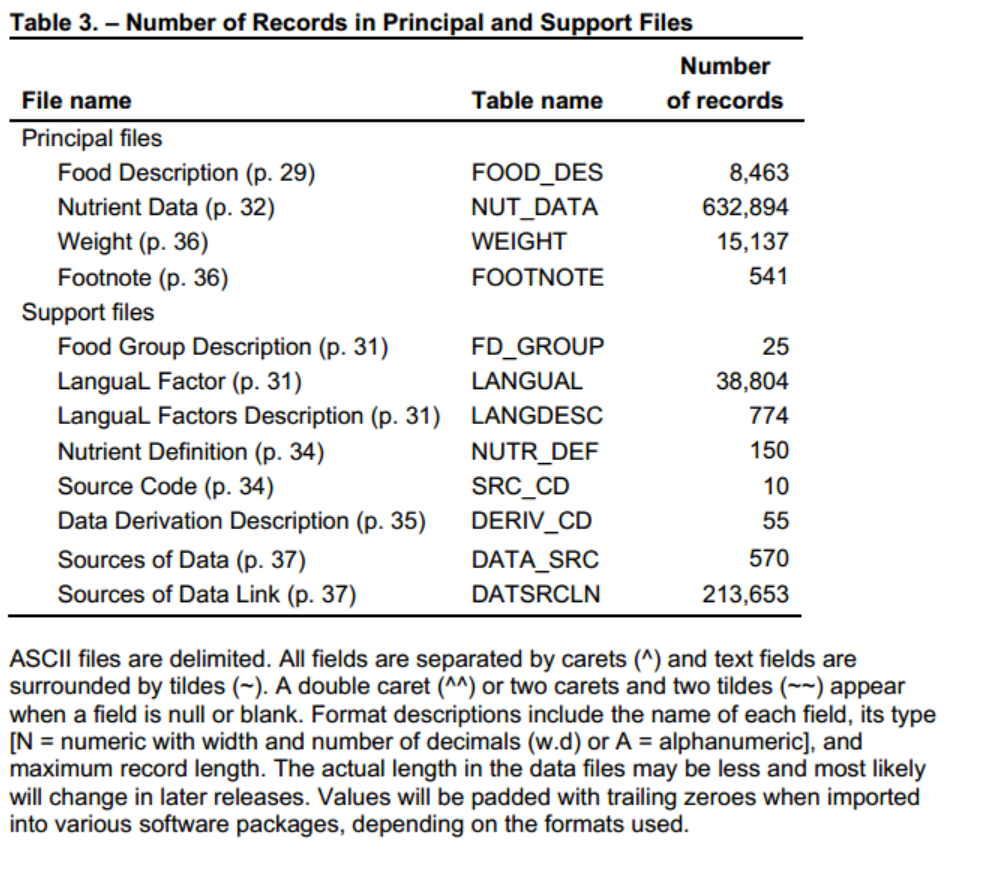 Table 3. – Number of Records in Principal and Support Files
Number
File name Table name of records
Principal files
Food Description (p. 29) FOOD_DES 8,463
Nutrient Data (p. 32) NUT_DATA 632,894
Weight (p. 36) WEIGHT 15,137
Footnote (p. 36) FOOTNOTE 541
Support files
Food Group Description (p. 31) FD_GROUP 25
LanguaL Factor (p. 31) LANGUAL 38,804
LanguaL Factors Description (p. 31) LANGDESC 774
Nutrient Definition (p. 34) NUTR_DEF 150
Source Code (p. 34) SRC_CD 10
Data Derivation Description (p. 35) DERIV_CD 55
Sources of Data (p. 37) DATA_SRC 570
Sources of Data Link (p. 37) DATSRCLN 213,653
ASCII files are delimited. All fields are separated by carets (^) and text fields are
surrounded by tildes (~). A double caret (^^) or two carets and two tildes (~~) appear
when a field is null or blank. Format descriptions include the name of each field, its type
[N = numeric with width and number of decimals (w.d) or A = alphanumeric], and
maximum record length. The actual length in the data files may be less and most likely
will change in later releases. Values will be padded with trailing zeroes when imported
into various software packages, depending on the formats used.